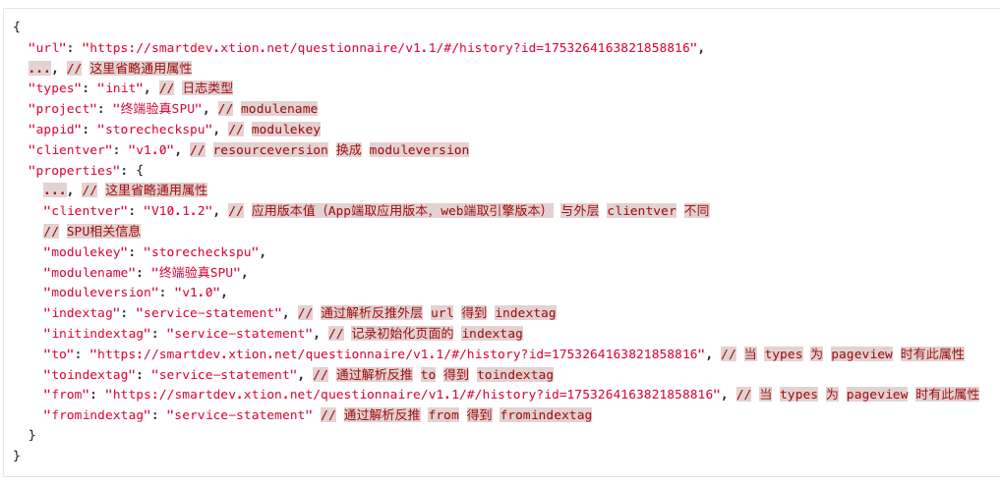 {
  "url": "https://smartdev.xtion.net/questionnaire/v1.1/#/history?id=1753264163821858816",
  ..., // 这里省略通用属性
  "types": "init", // 日志类型
  "project": "终端验真SPU", // modulename
  "appid": "storecheckspu", // modulekey
  "clientver": "v1.0", // resourceversion 换成 moduleversion
  "properties": {
    ..., // 这里省略通用属性
    "clientver": "V10.1.2", // 应用版本值（App端取应用版本，web端取引擎版本） 与外层 clientver 不同
    // SPU相关信息
    "modulekey": "storecheckspu",
    "modulename": "终端验真SPU",
    "moduleversion": "v1.0",
    "indextag": "service-statement", // 通过解析反推外层 url 得到 indextag
    "initindextag": "service-statement", // 记录初始化页面的 indextag
    "to": "https://smartdev.xtion.net/questionnaire/v1.1/#/history?id=1753264163821858816", // 当 types 为 pageview 时有此属性
    "toindextag": "service-statement", // 通过解析反推 to 得到 toindextag
    "from": "https://smartdev.xtion.net/questionnaire/v1.1/#/history?id=1753264163821858816", // 当 types 为 pageview 时有此属性
    "fromindextag": "service-statement" // 通过解析反推 from 得到 fromindextag
  }
}